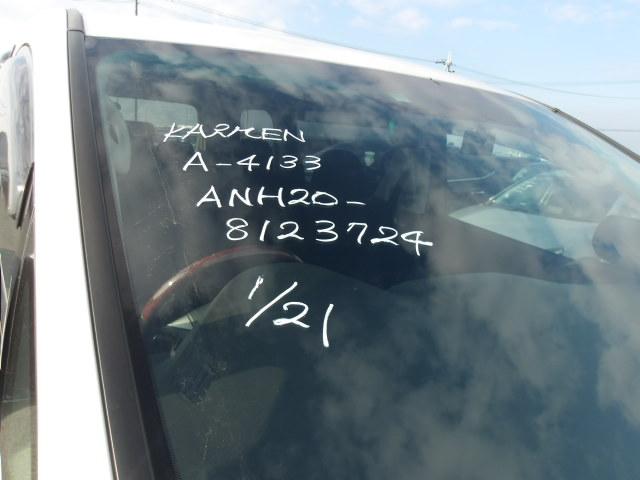 KARMEN
A-4133
ANH20-
8123724
1/21